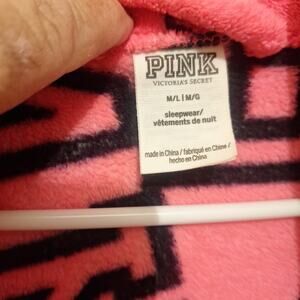 PINK
VICTORIA'S SECRET
M/L | M/G
sleepwear/
vêtements de nuit
made in China / fabriqué en Chine /
hecho en China